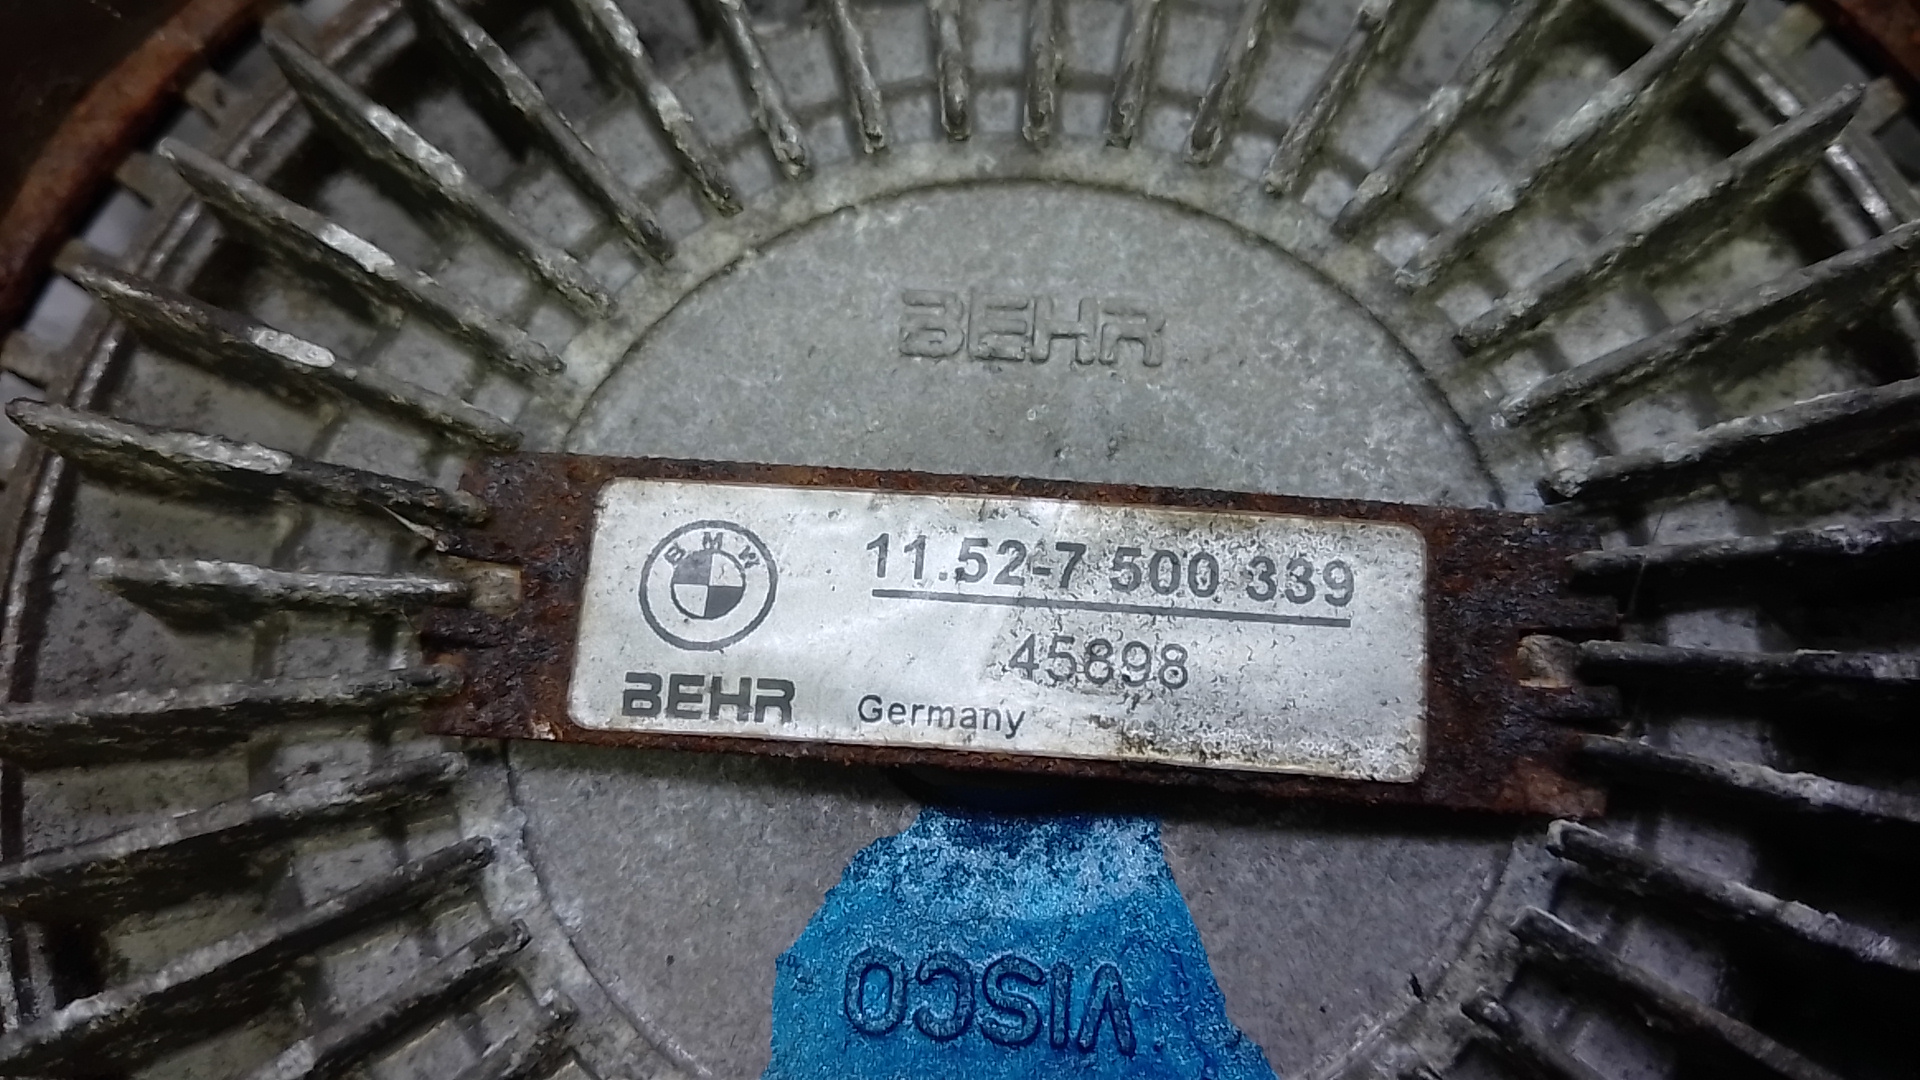 BEHR
BMW
11.52-7 500 339
45898
BEHR Germany
VISCO